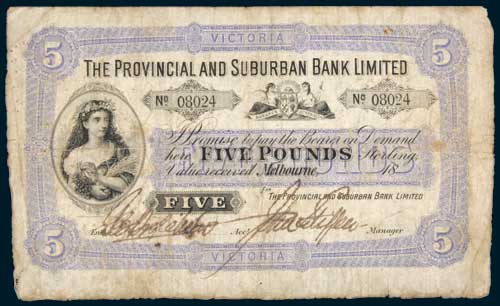 5 VICTORIA 5
THE PROVINCIAL AND SUBURBAN BANK LIMITED
No 08024 No 08024
I Promise to pay the Bearer on Demand
here FIVE POUNDS Sterling.
Value received Melbourne, 18
For THE PROVINCIAL AND SUBURBAN BANK LIMITED
FIVE
Ent Acct Manager
5 VICTORIA 5